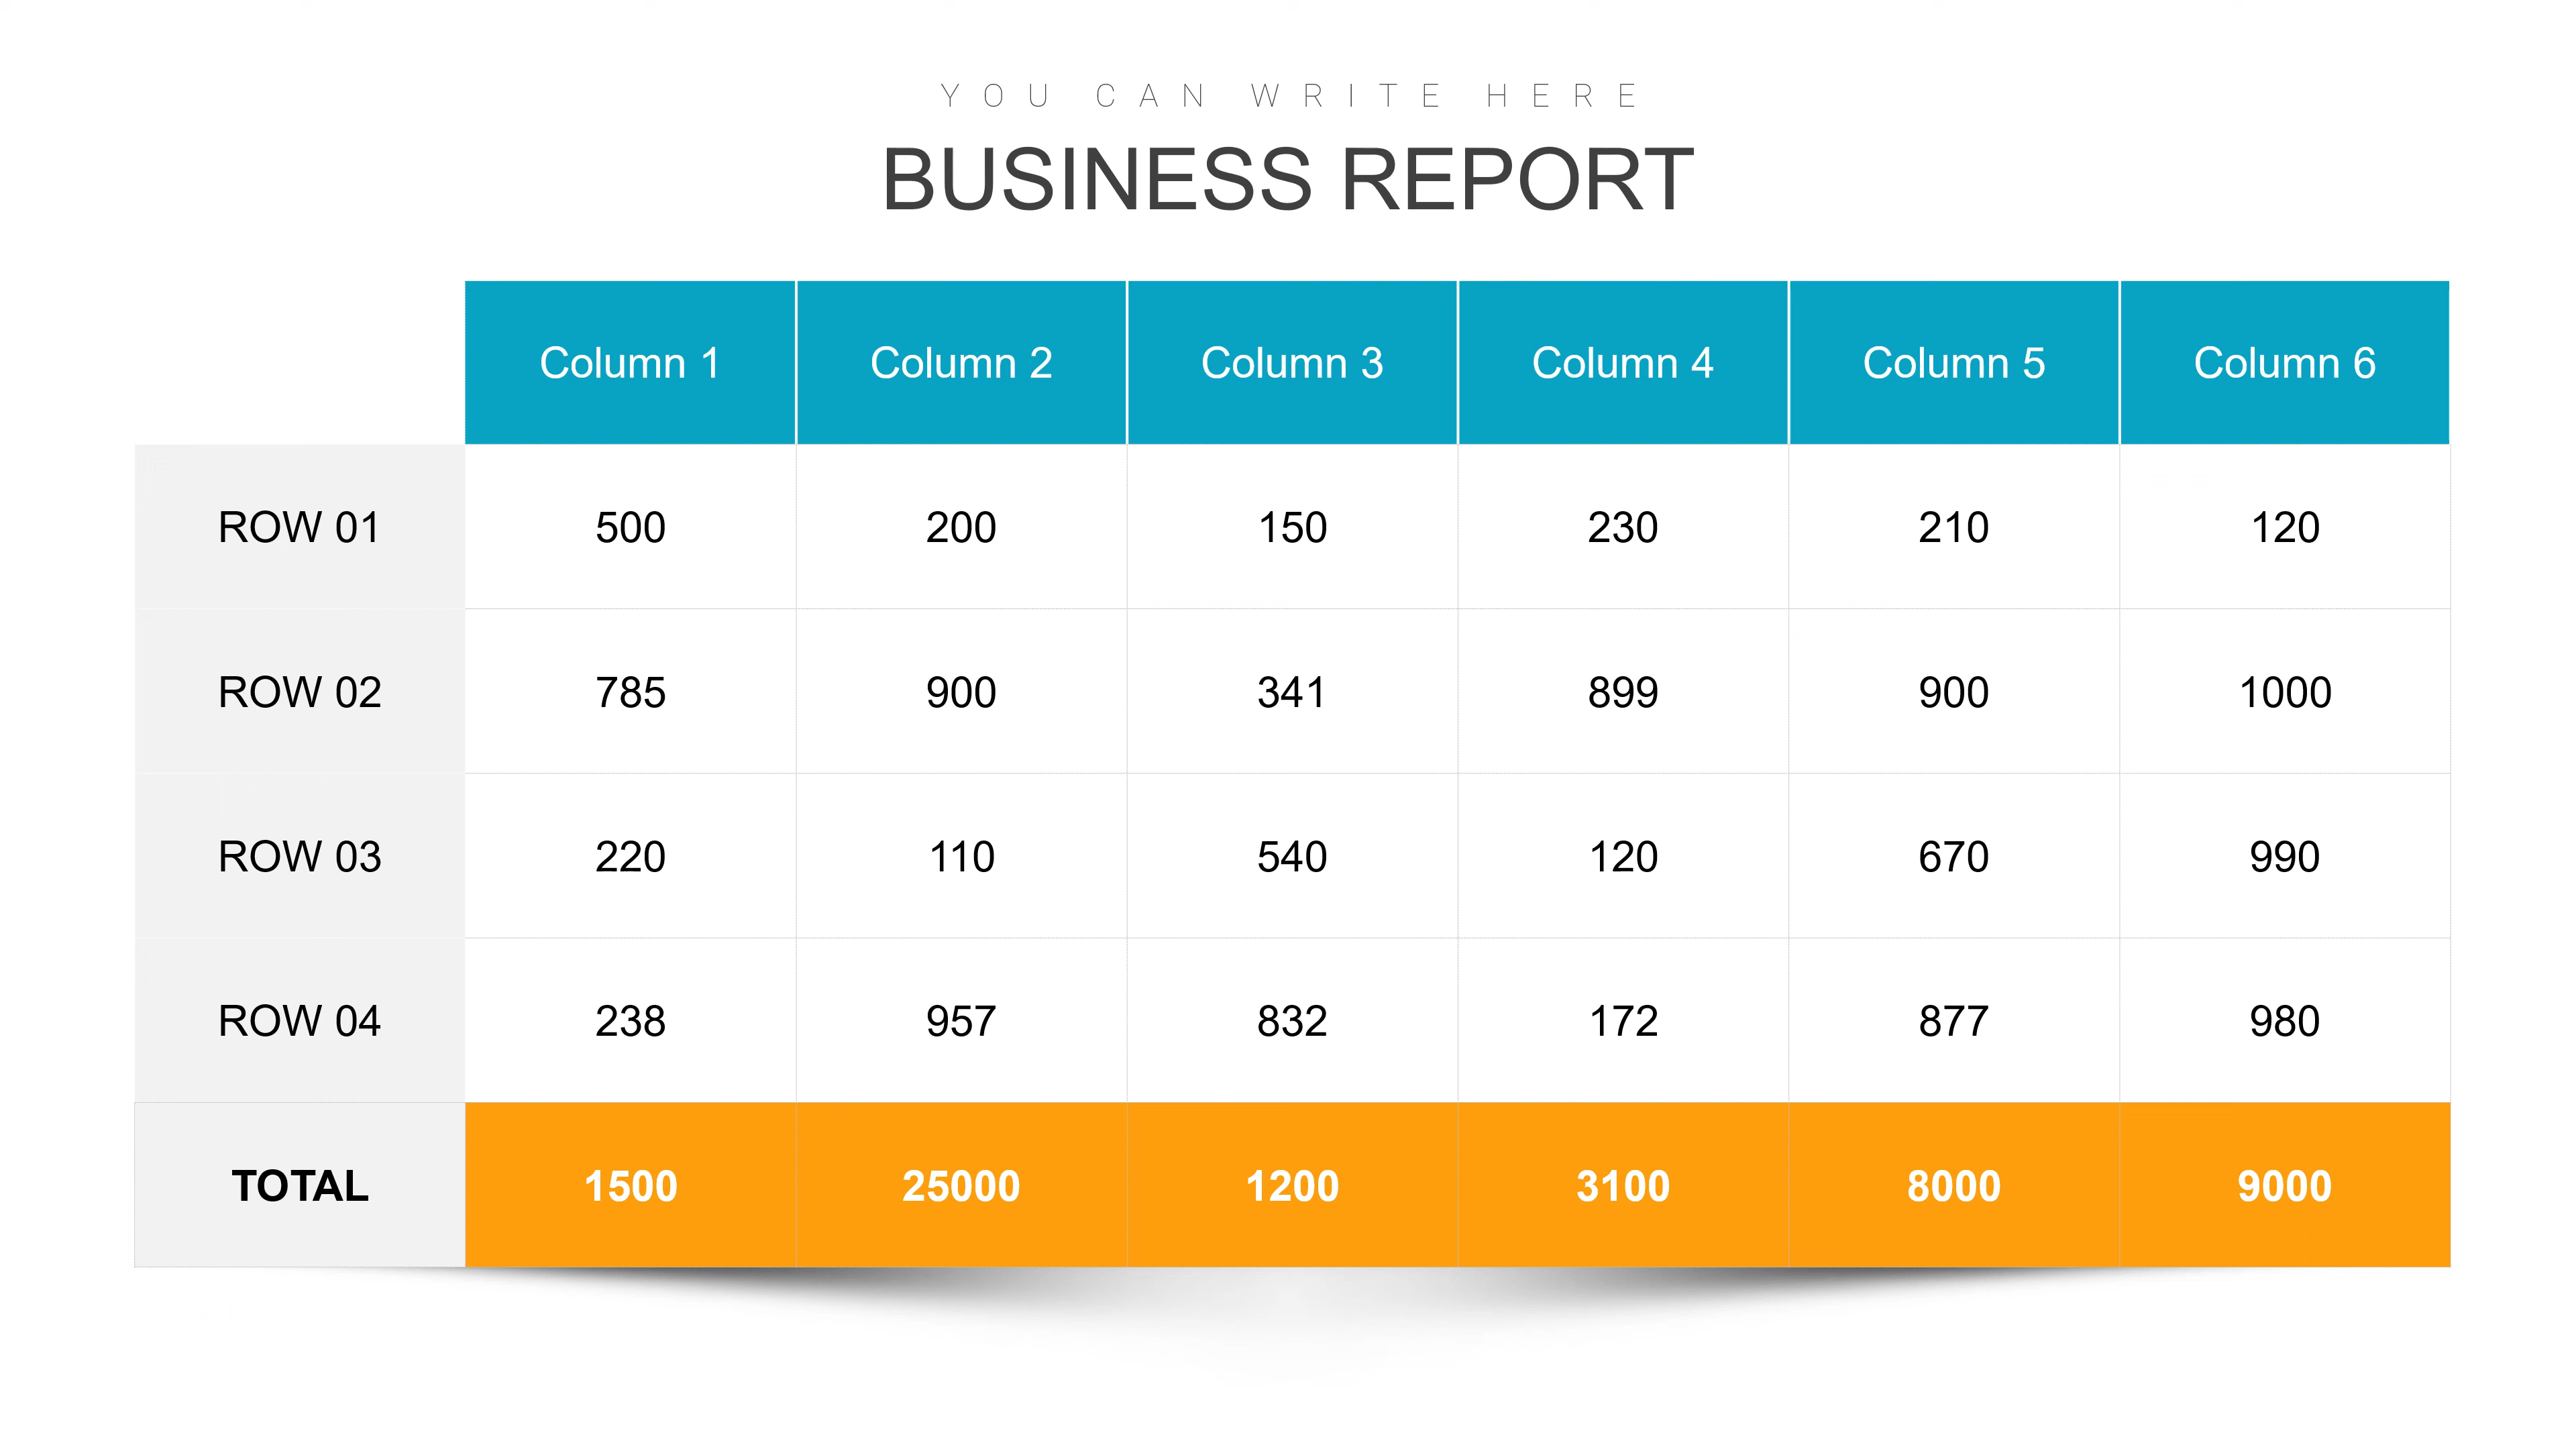 YOU CAN WRITE HERE
BUSINESS REPORT
Column 1 Column 2 Column 3 Column 4 Column 5 Column 6
ROW 01 500 200 150 230 210 120
ROW 02 785 900 341 899 900 1000
ROW 03 220 110 540 120 670 990
ROW 04 238 957 832 172 877 980
TOTAL 1500 25000 1200 3100 8000 9000